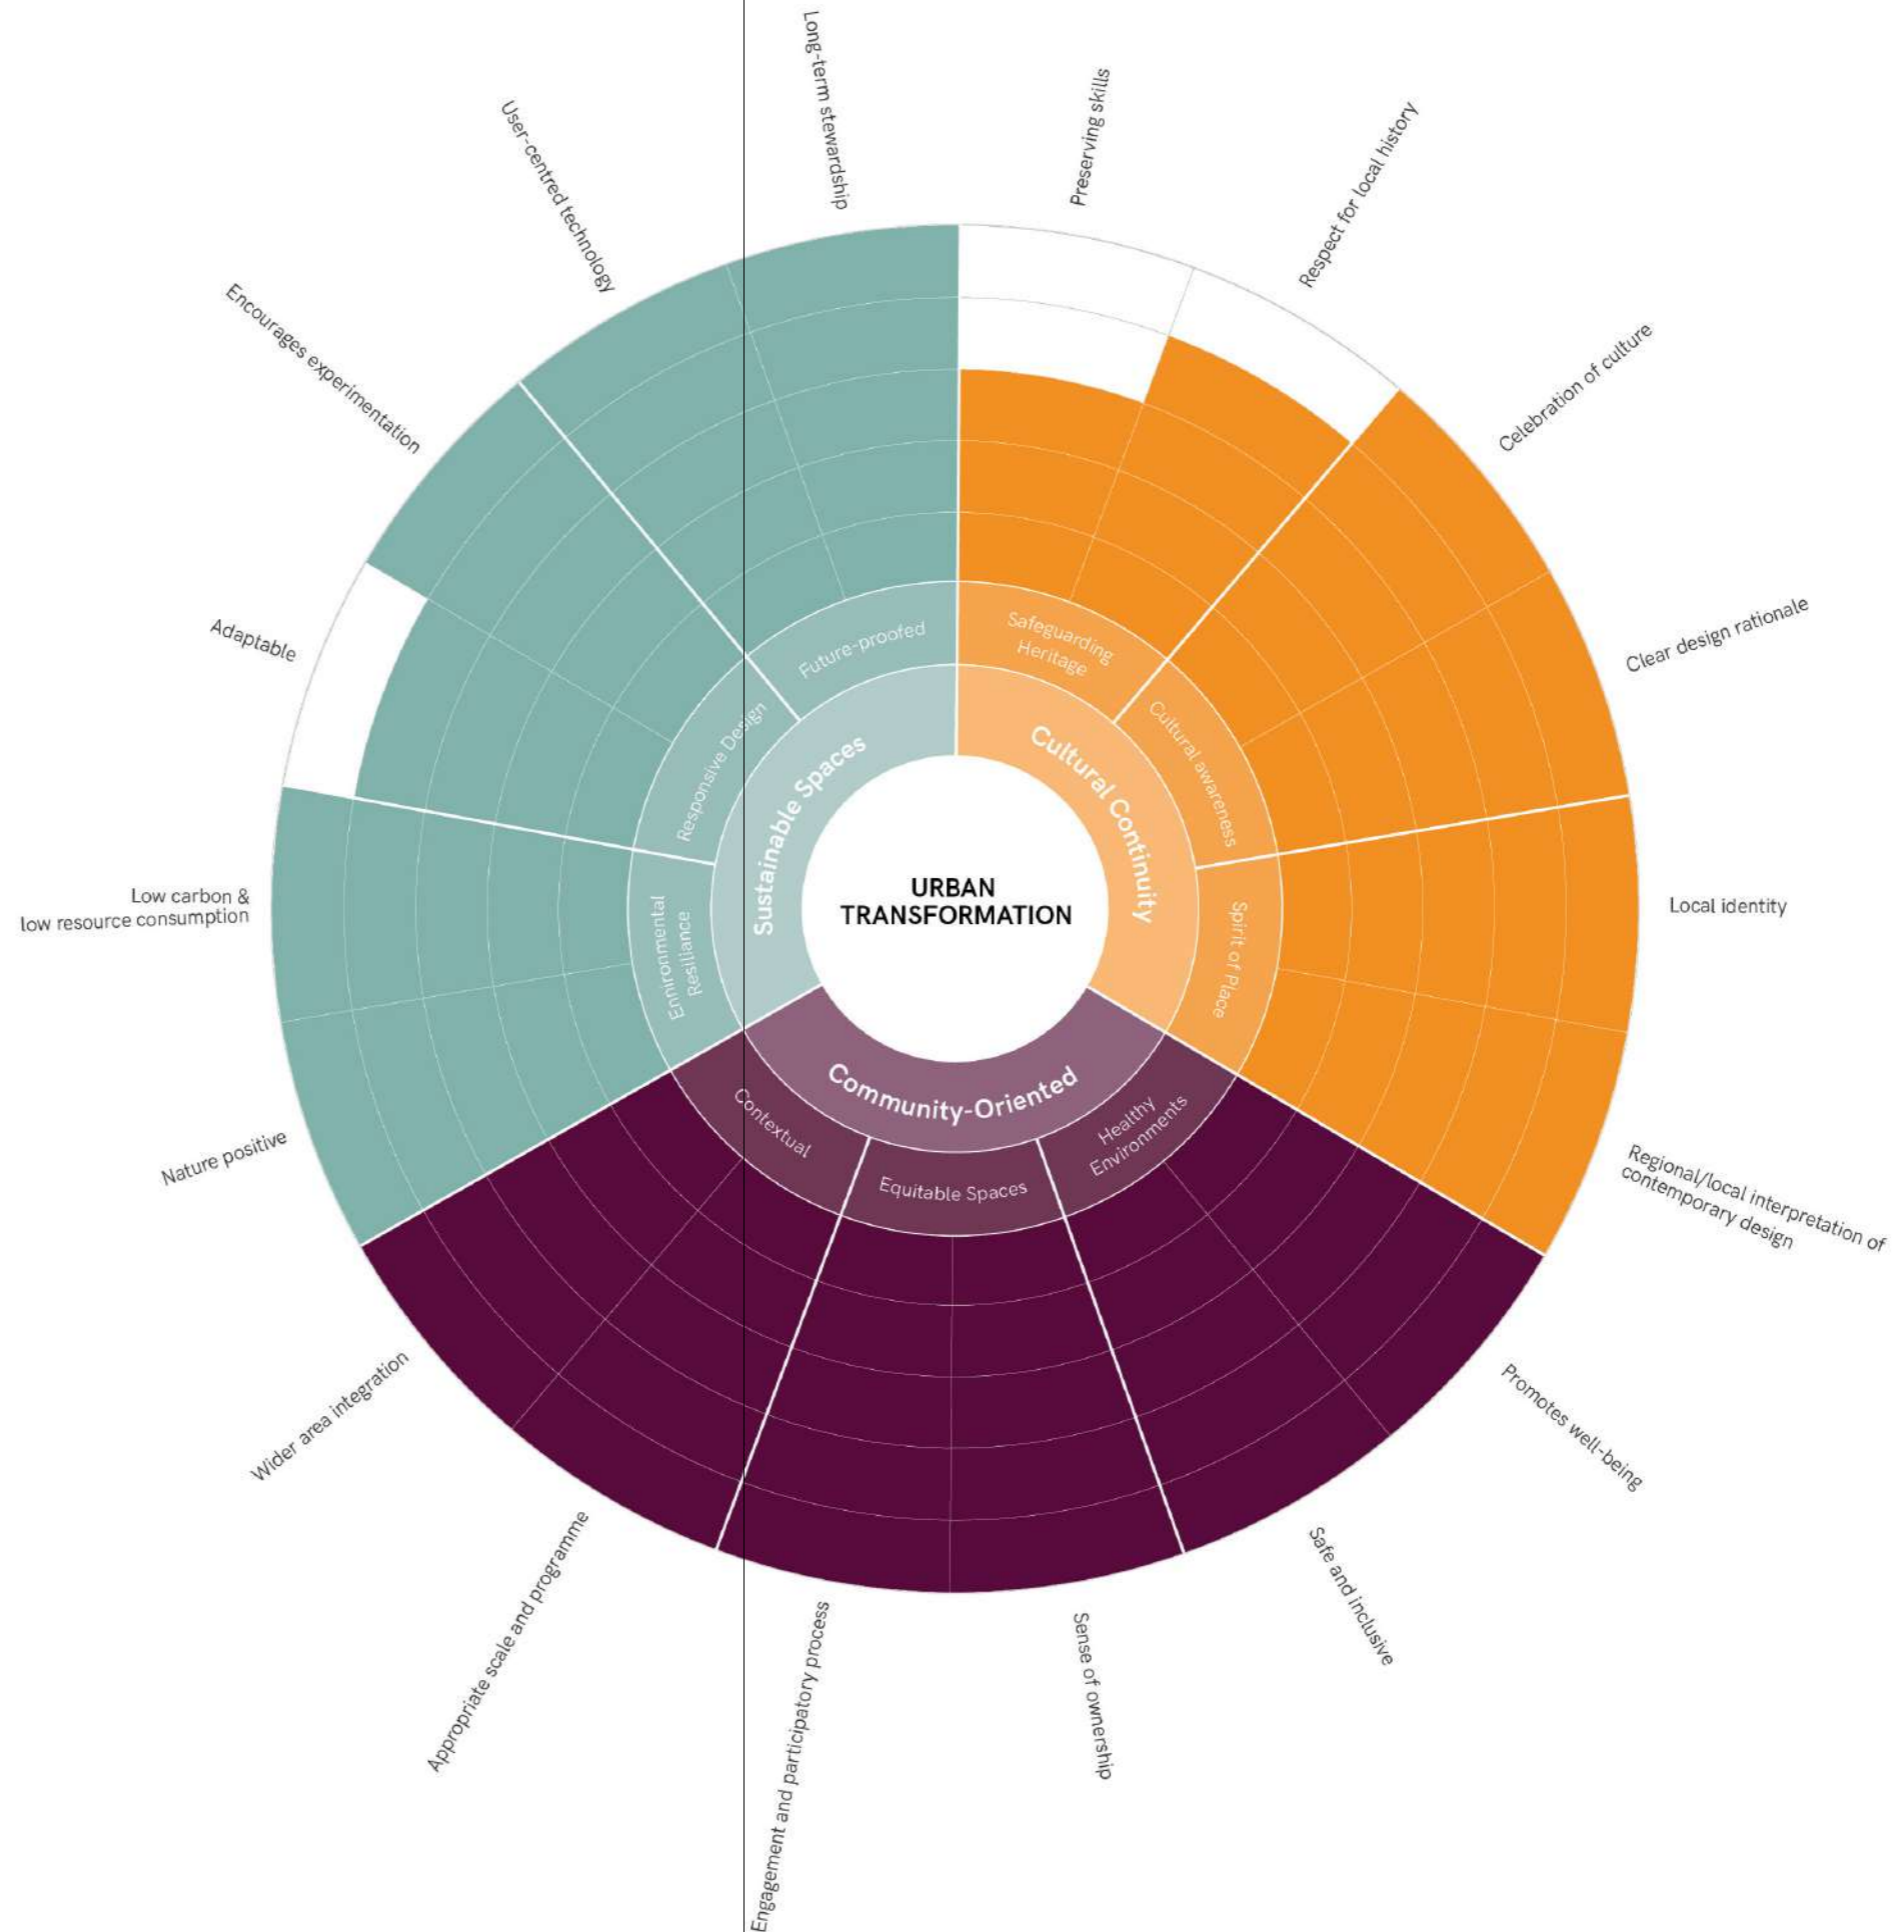 Long-term stewardship
Preserving skills
Respect for local history
Celebration of culture
Clear design rationale
Local identity
Regional/local interpretation of
contemporary design
Promotes well-being
Safe and inclusive
Sense of ownership
Engagement and participatory process
Appropriate scale and programme
Wider area integration
Nature positive
Low carbon &
low resource consumption
Adaptable
Encourages experimentation
User-centred technology
Future-proofed
Safeguarding
Heritage
Cultural awareness
Spirit of Place
Healthy
Environments
Equitable Spaces
Contextual
Ennironmental
Resiliance
Responsive Design
Sustainable Spaces
Cultural Continuity
Community-Oriented
URBAN
TRANSFORMATION